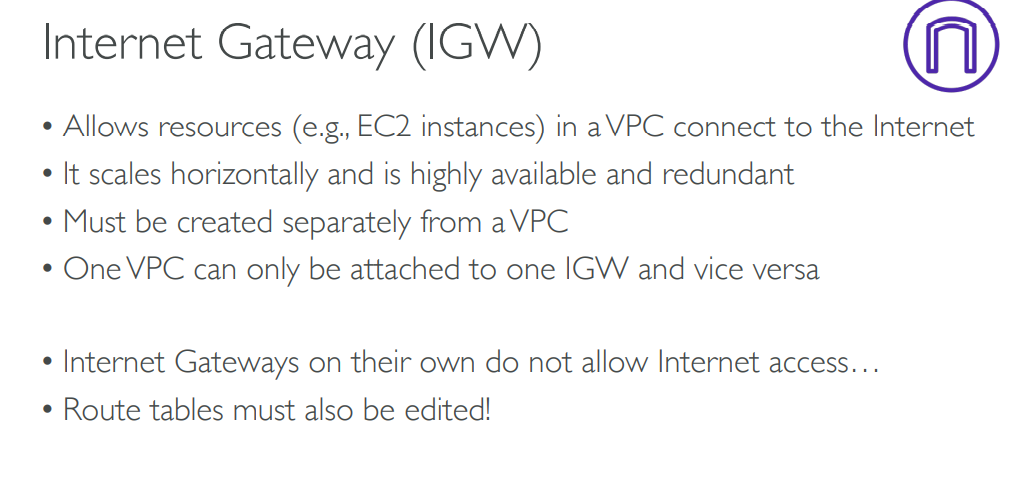 Internet Gateway (IGW)
• Allows resources (e.g., EC2 instances) in a VPC connect to the Internet
• It scales horizontally and is highly available and redundant
• Must be created separately from a VPC
• One VPC can only be attached to one IGW and vice versa
• Internet Gateways on their own do not allow Internet access…
• Route tables must also be edited!